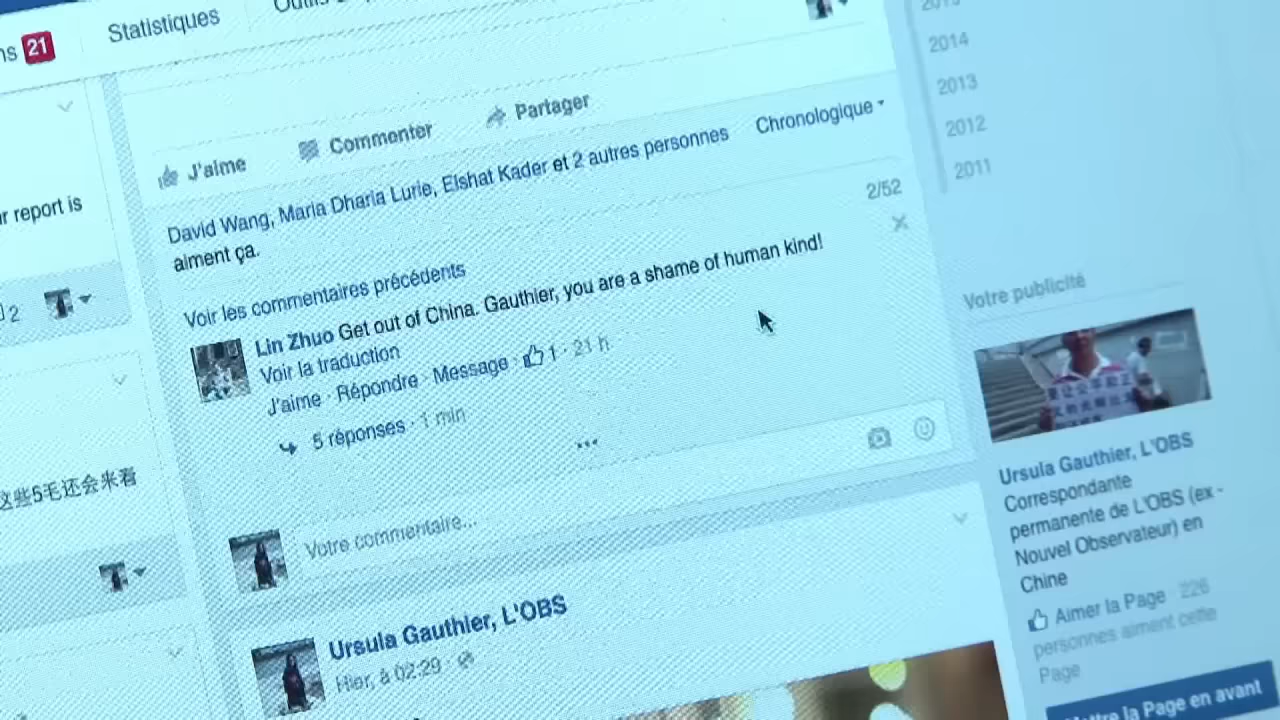 ns 21
Statistiques
J'aime
Commenter
Partager
Chronologique
David Wang, Maria Dharia Lurie, Elshat Kader et 2 autres personnes
aiment ça.
2/52
Voir les commentaires précédents
Lin Zhuo Get out of China. Gauthier, you are a shame of human kind!
Voir la traduction
J'aime · Répondre · Message · 1 · 21 h
5 réponses · 1 min
Votre commentaire...
Ursula Gauthier, L'OBS
Hier, à 02:29
r report is
2
这些5毛还会来看
2014
2013
2012
2011
Votre publicité
Ursula Gauthier, L'OBS
Correspondante
permanente de L'OBS (ex -
Nouvel Observateur) en
Chine
Aimer la Page · 226
personnes aiment cette
Page
Mettre la Page en avant